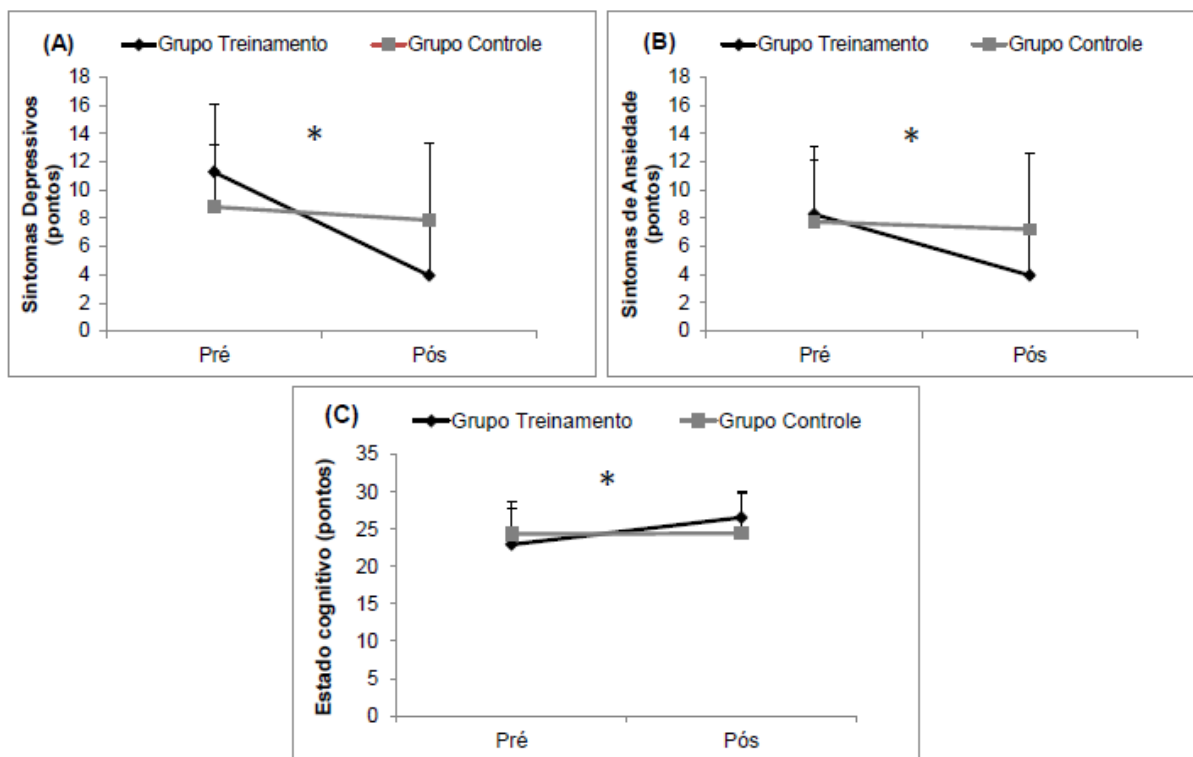 (A)
Grupo Treinamento
Grupo Controle
Sintomas Depressivos
(pontos)
18
16
14
12
10
8
6
4
2
0
*
Pré
Pós
(B)
Grupo Treinamento
Grupo Controle
Sintomas de Ansiedade
(pontos)
18
16
14
12
10
8
6
4
2
0
*
Pré
Pós
(C)
Grupo Treinamento
Grupo Controle
Estado cognitivo (pontos)
35
30
25
20
15
10
5
0
*
Pré
Pós